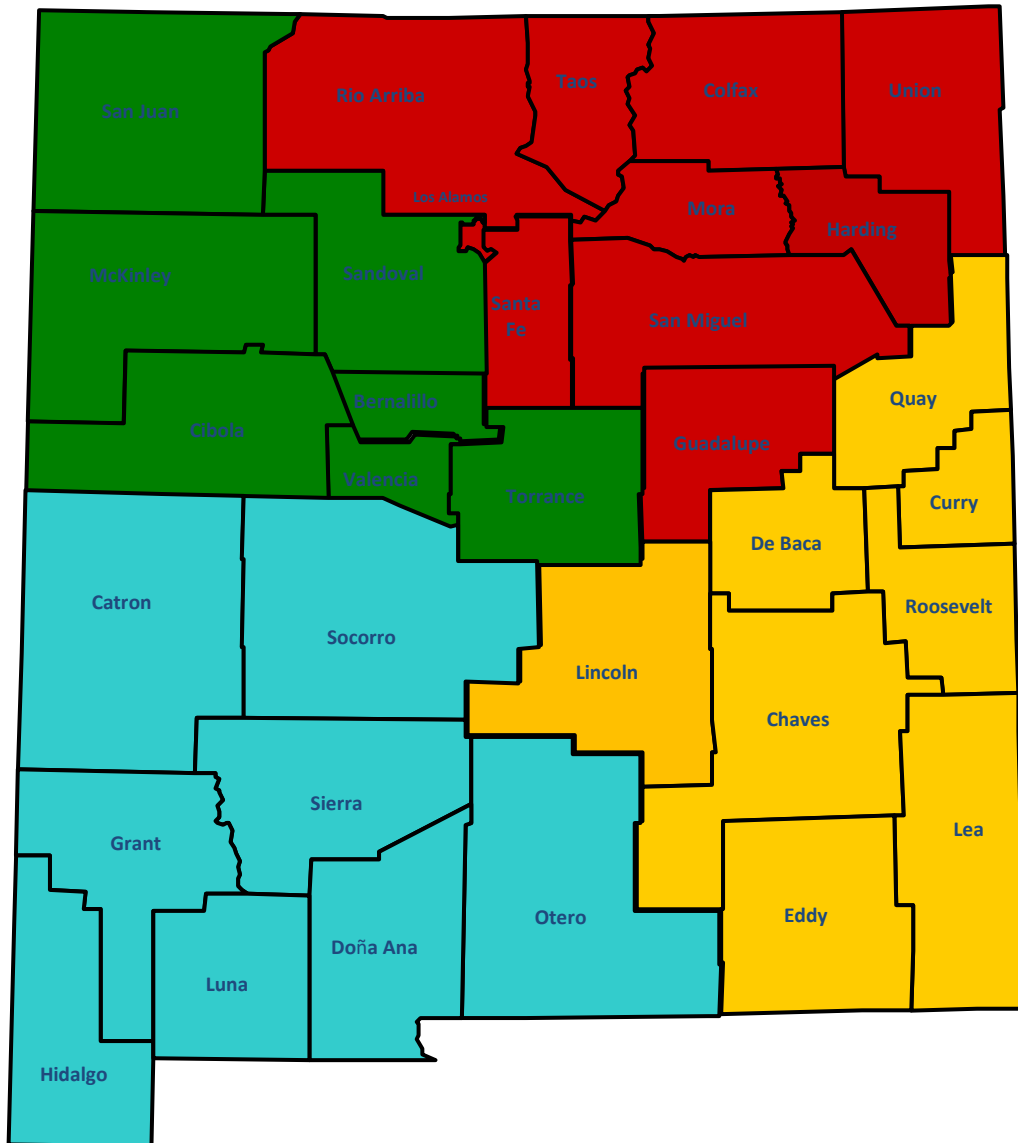 Taos
Rio Arriba
Colfax
Union
San Juan
Los Alamos
Mora
Harding
McKinley
Sandoval
Santa
Fe
San Miguel
Bernalillo
Quay
Cibola
Guadalupe
Valencia
Torrance
Curry
De Baca
Catron
Roosevelt
Socorro
Lincoln
Chaves
Sierra
Lea
Grant
Otero
Eddy
Doña Ana
Luna
Hidalgo